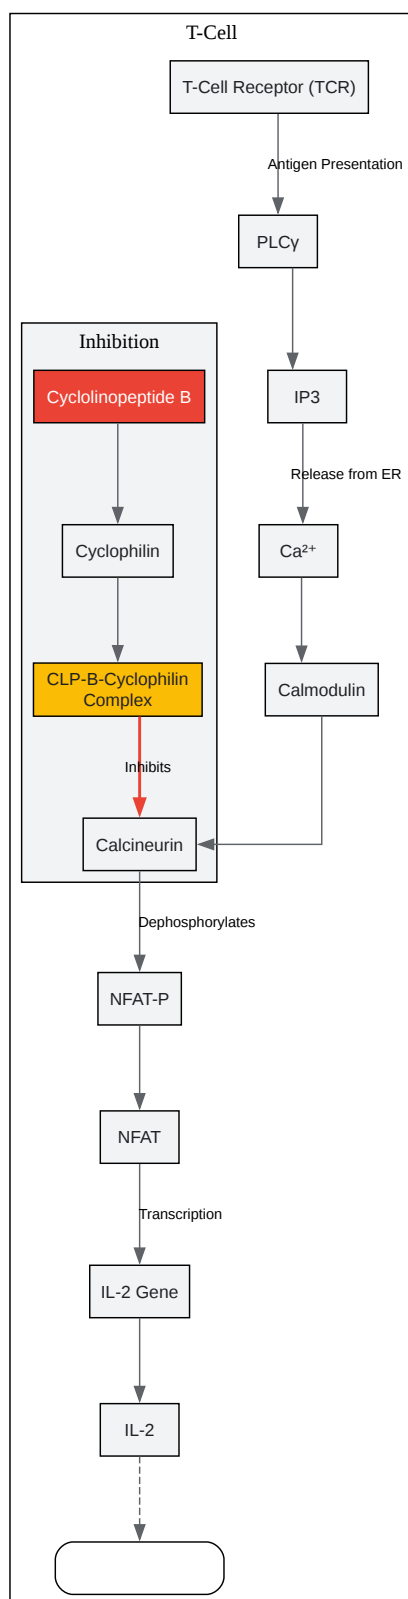 T-Cell
T-Cell Receptor (TCR)
Antigen Presentation
PLCγ
Inhibition
Cyclolinopeptide B
IP3
Release from ER
Cyclophilin
Ca²⁺
CLP-B-Cyclophilin
Complex
Calmodulin
Inhibits
Calcineurin
Dephosphorylates
NFAT-P
NFAT
Transcription
IL-2 Gene
IL-2